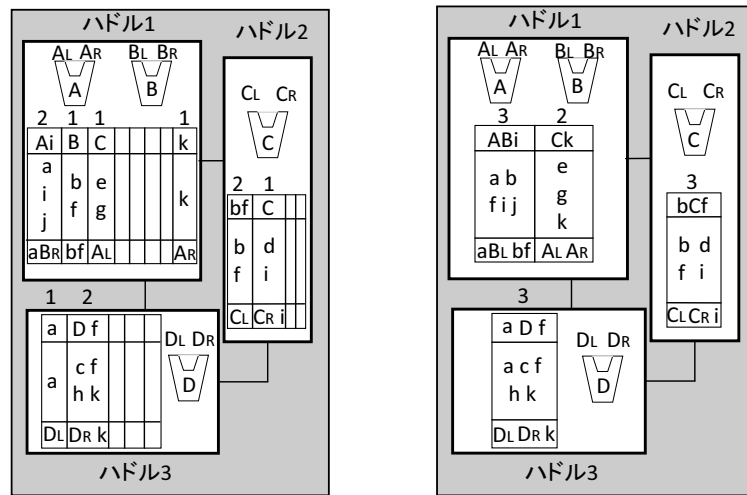 ハドル1
ハドル2
AL AR BL BR
A B
CL CR
C
2 1 1 1
Ai B C k
a b e k
i f g
j
aBR bf AL AR
2 1
bf C
b d
f i
CL CR i
1 2
a D f
a c f
h k
DL DR k
DL DR
D
ハドル3
ハドル1
ハドル2
AL AR BL BR
A B
CL CR
C
3 2
ABi Ck
a b e
f i j g
k
aBL bf AL AR
3
bCf
b d
f i
CL CR i
3
a D f
a c f
h k
DL DR k
DL DR
D
ハドル3